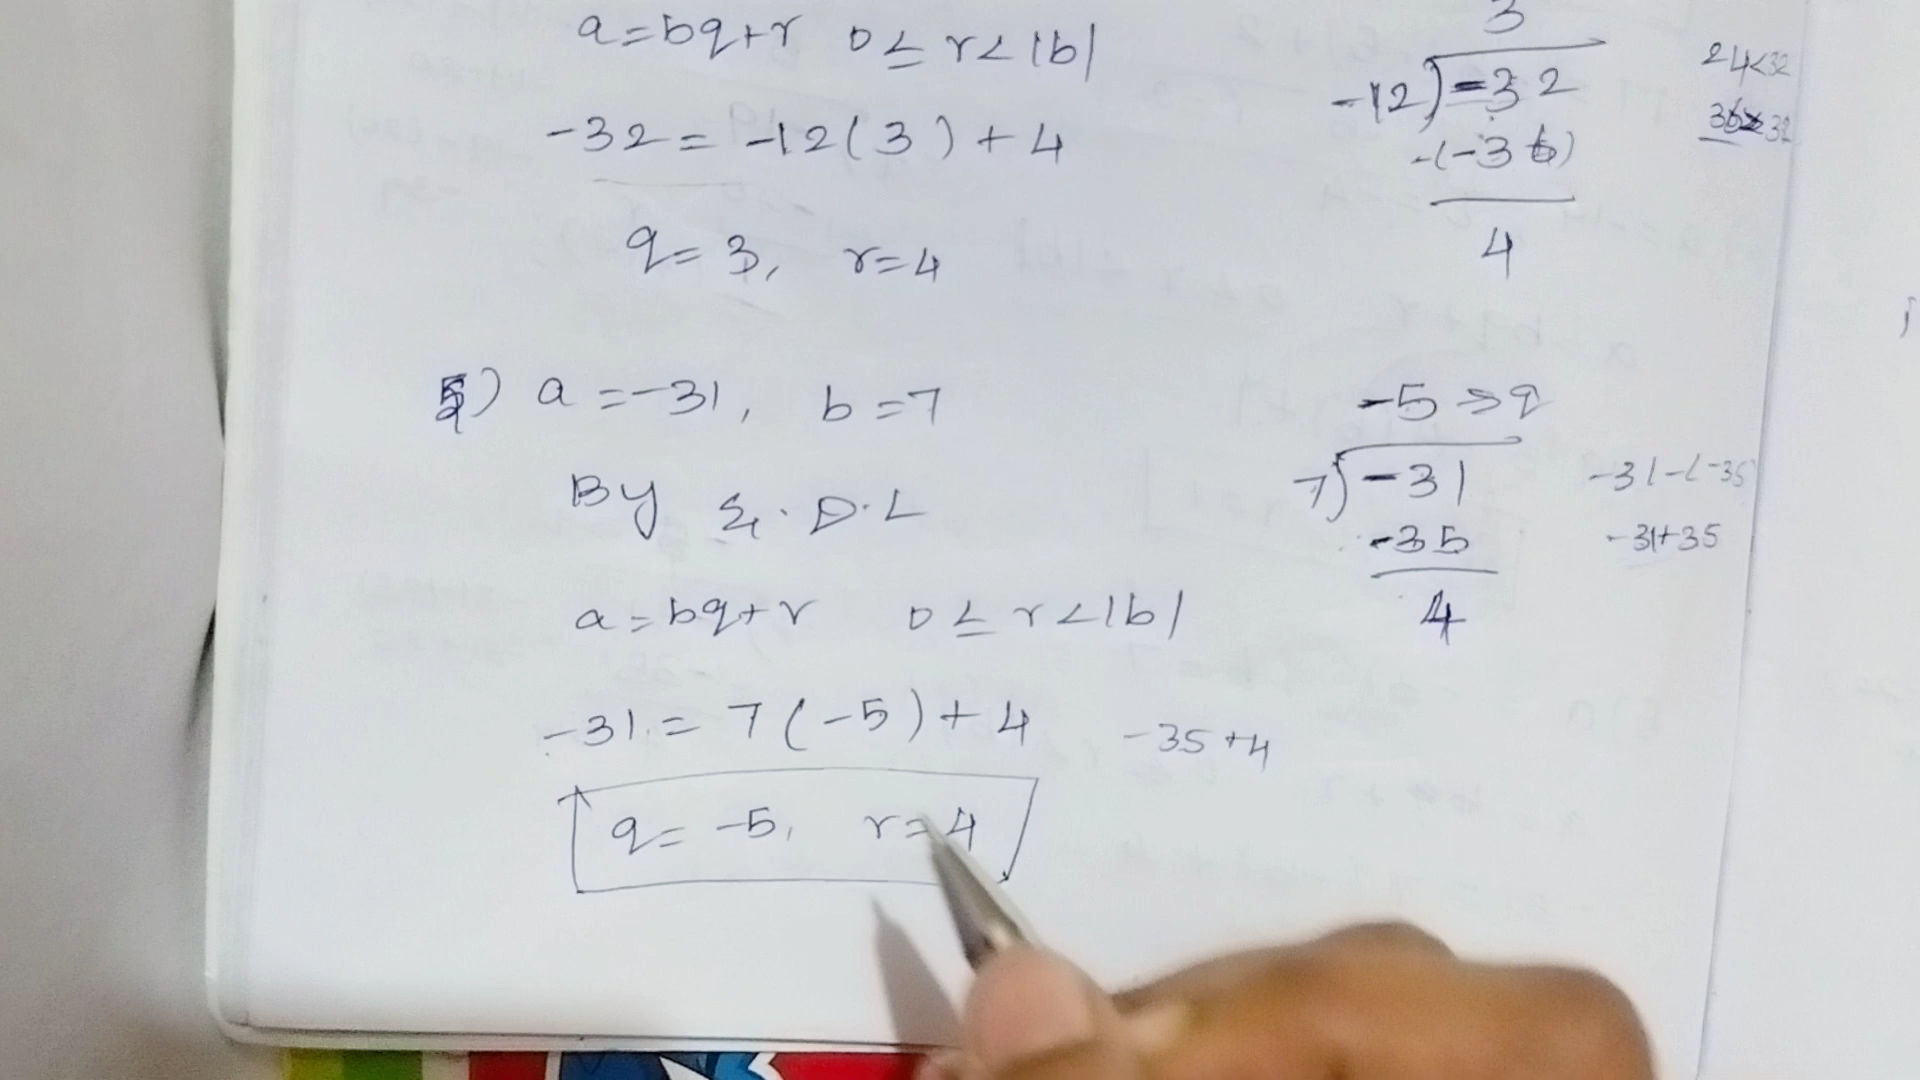 a=bq+r 0≤r<|b|
-32 = -12(3)+4
q=3, r=4
3
-12)-32
-(-36)
4
24<32
36>32
5) a=-31, b=7
By E.D.L
a=bq+r 0≤r<|b|
-31=7(-5)+4 -35+4
q=-5, r=4
-5⇒q
7)-31
-35
4
-31-(-35
-31+35